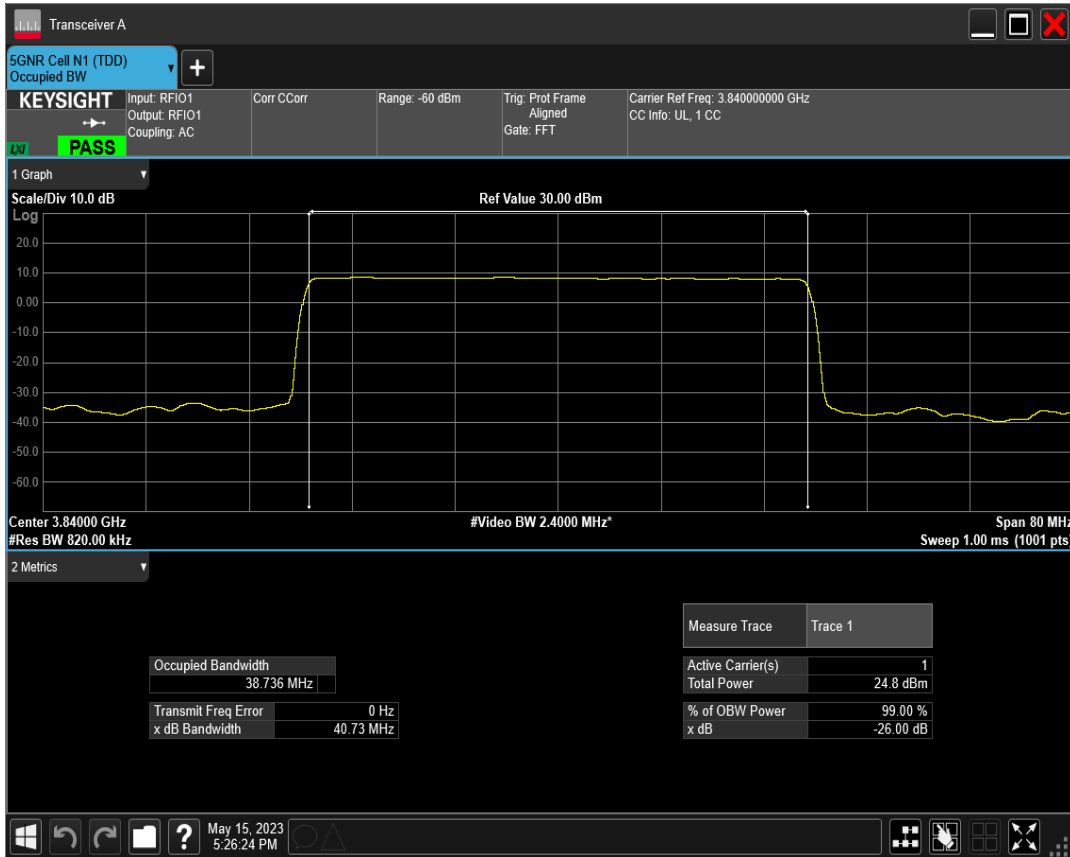 Transceiver A
5GNR Cell N1 (TDD)
Occupied BW
+
KEYSIGHT
LXI
PASS
Input: RFIO1
Output: RFIO1
Coupling: AC
Corr CCorr
Range: -60 dBm
Trig: Prot Frame
Aligned
Gate: FFT
Carrier Ref Freq: 3.840000000 GHz
CC Info: UL, 1 CC
1 Graph
Scale/Div 10.0 dB
Ref Value 30.00 dBm
Log
20.0
10.0
0.00
-10.0
-20.0
-30.0
-40.0
-50.0
-60.0
Center 3.84000 GHz
#Video BW 2.4000 MHz*
Span 80 MHz
#Res BW 820.00 kHz
Sweep 1.00 ms (1001 pts)
2 Metrics
Measure Trace Trace 1
Occupied Bandwidth
38.736 MHz
Active Carrier(s) 1
Total Power 24.8 dBm
Transmit Freq Error 0 Hz
x dB Bandwidth 40.73 MHz
% of OBW Power 99.00 %
x dB -26.00 dB
?
May 15, 2023
5:26:24 PM